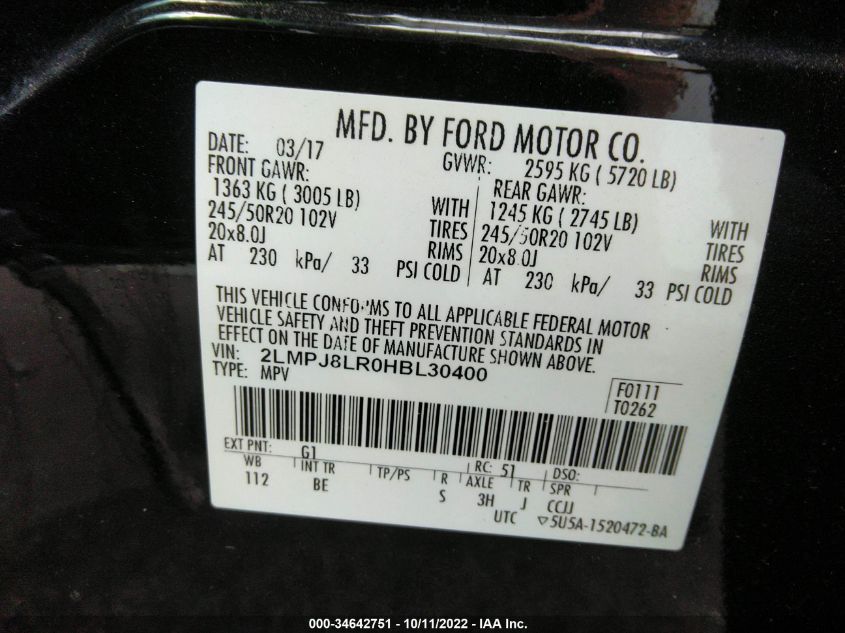 MFD. BY FORD MOTOR CO.
DATE: 03/17 GVWR: 2595 KG ( 5720 LB)
FRONT GAWR: REAR GAWR:
1363 KG ( 3005 LB) WITH 1245 KG ( 2745 LB) WITH
245/50R20 102V TIRES 245/50R20 102V TIRES
20x8.0J RIMS 20x8.0J RIMS
AT 230 kPa/ 33 PSI COLD AT 230 kPa/ 33 PSI COLD
THIS VEHICLE CONFORMS TO ALL APPLICABLE FEDERAL MOTOR
VEHICLE SAFETY AND THEFT PREVENTION STANDARDS IN
EFFECT ON THE DATE OF MANUFACTURE SHOWN ABOVE.
VIN: 2LMPJ8LR0HBL30400
TYPE: MPV
F0111
T0262
EXT PNT: G1 RC: 51 DSO:
WB INT TR TP/PS R AXLE TR SPR
112 BE S 3H J CCJJ
UTC ▽5U5A-1520472-BA
000-34642751 - 10/11/2022 - IAA Inc.